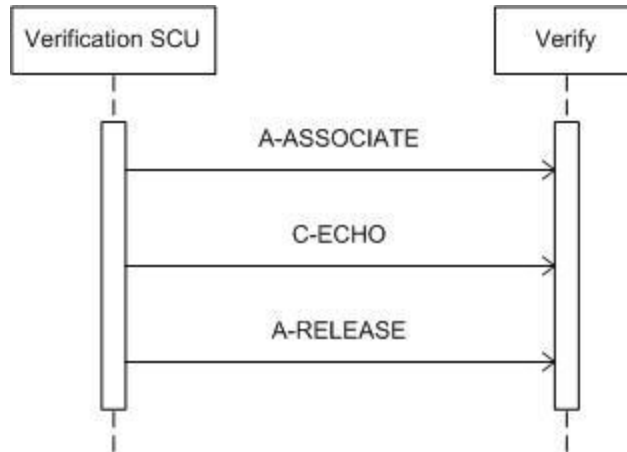 Verification SCU
Verify
A-ASSOCIATE
C-ECHO
A-RELEASE